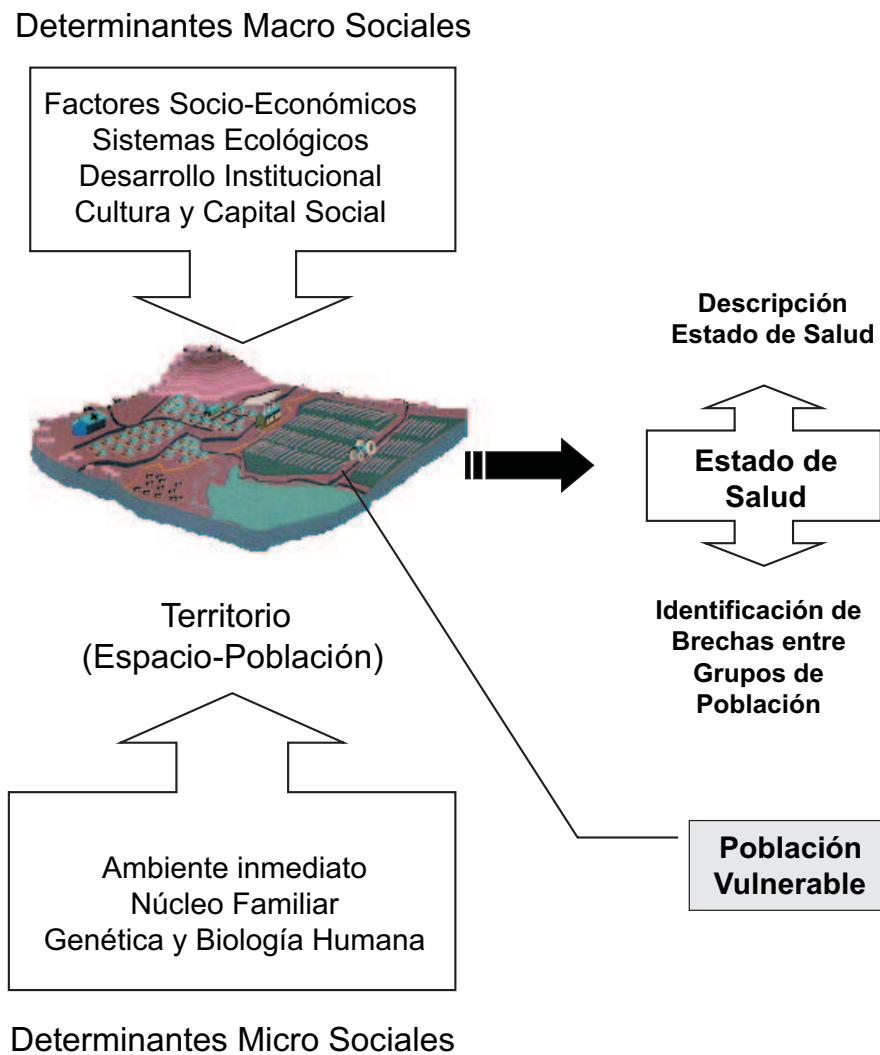 Determinantes Macro Sociales
Factores Socio-Económicos
Sistemas Ecológicos
Desarrollo Institucional
Cultura y Capital Social
Descripción
Estado de Salud
Estado de
Salud
Territorio
(Espacio-Población)
Identificación de
Brechas entre
Grupos de
Población
Ambiente inmediato
Núcleo Familiar
Genética y Biología Humana
Población
Vulnerable
Determinantes Micro Sociales